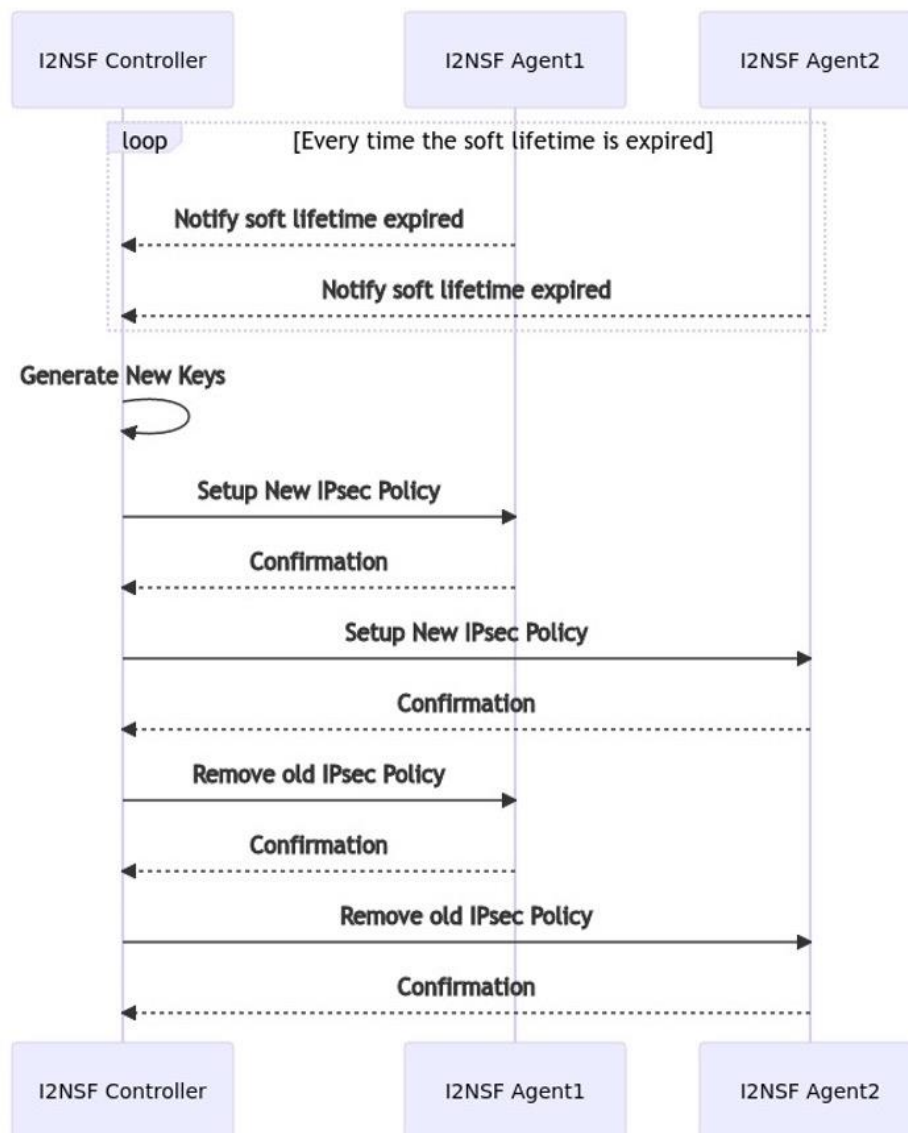 I2NSF Controller
I2NSF Agent1
I2NSF Agent2
loop
[Every time the soft lifetime is expired]
Notify soft lifetime expired
Notify soft lifetime expired
Generate New Keys
Setup New IPsec Policy
Confirmation
Setup New IPsec Policy
Confirmation
Remove old IPsec Policy
Confirmation
Remove old IPsec Policy
Confirmation
I2NSF Controller
I2NSF Agent1
I2NSF Agent2